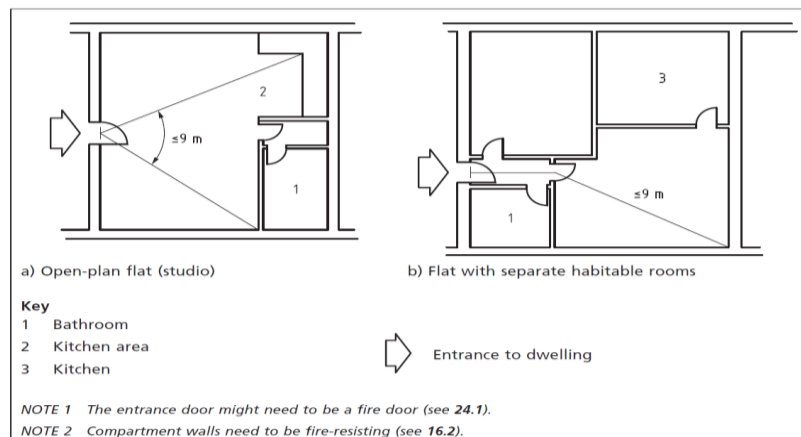 2
≤9 m
1
3
≤9 m
1
a) Open-plan flat (studio)
b) Flat with separate habitable rooms
Key
1 Bathroom
2 Kitchen area
3 Kitchen
Entrance to dwelling
NOTE 1 The entrance door might need to be a fire door (see 24.1).
NOTE 2 Compartment walls need to be fire-resisting (see 16.2).